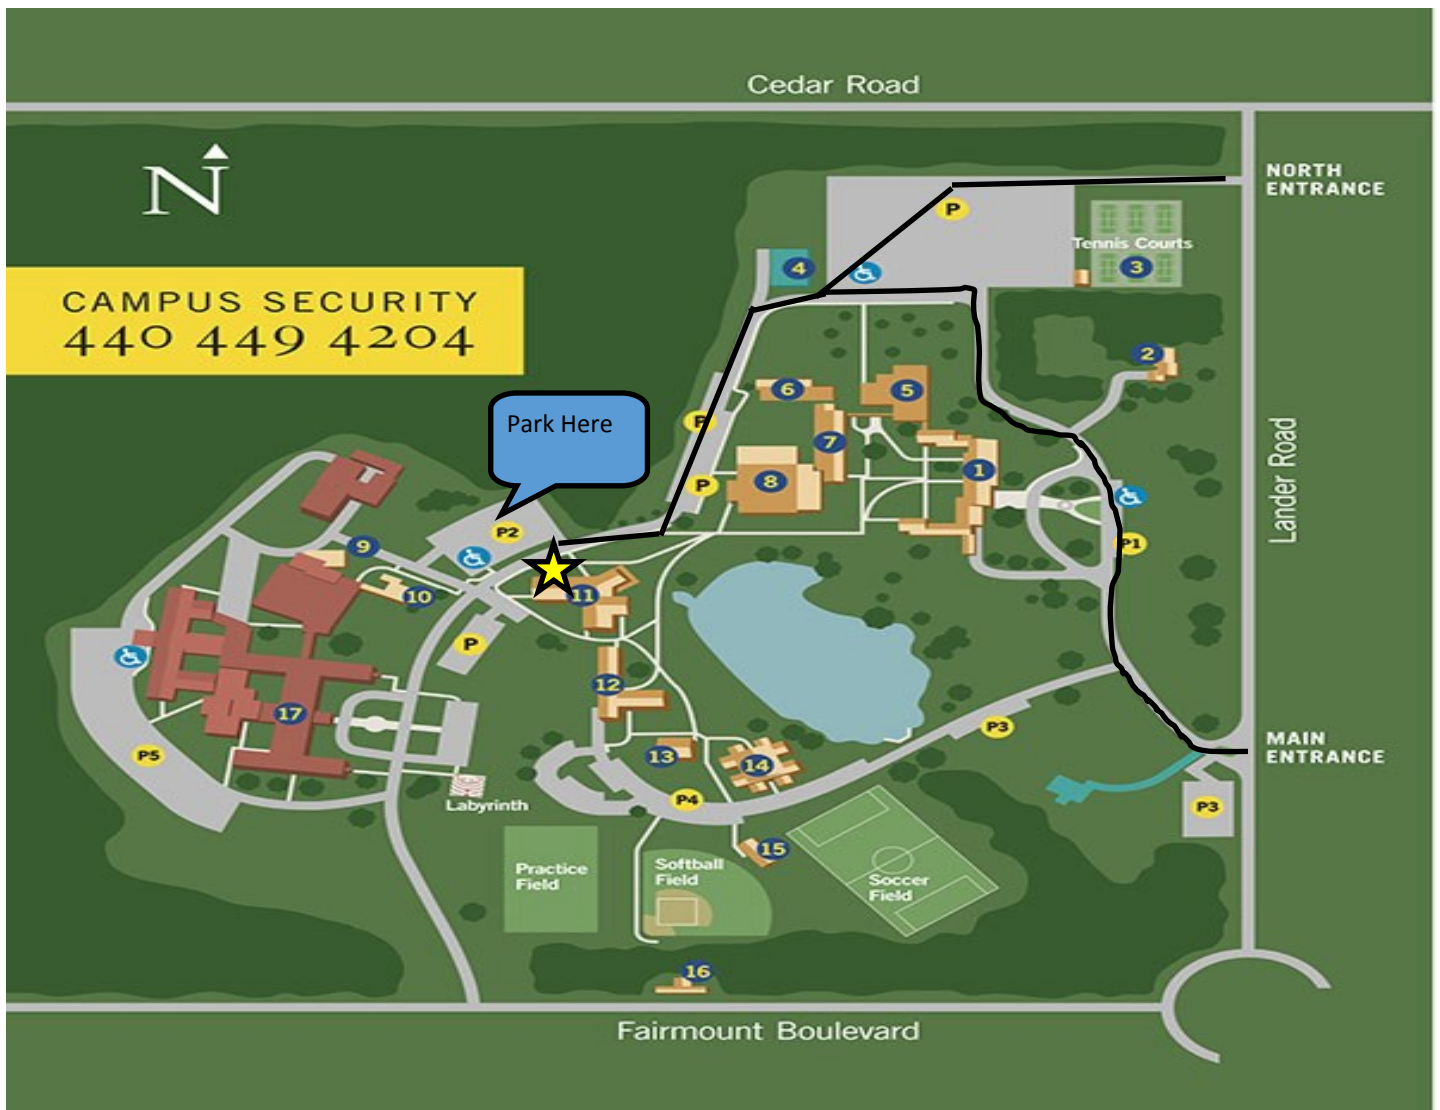 Cedar Road
N
NORTH
ENTRANCE
P
Tennis Courts
3
4
CAMPUS SECURITY
440 449 4204
2
6
5
Park Here
P
7
1
8
P
Lander Road
P2
P1
9
10
11
P
12
17
P3
MAIN
ENTRANCE
P5
13
14
P4
Labyrinth
P3
15
Practice
Field
Softball
Field
Soccer
Field
16
Fairmount Boulevard